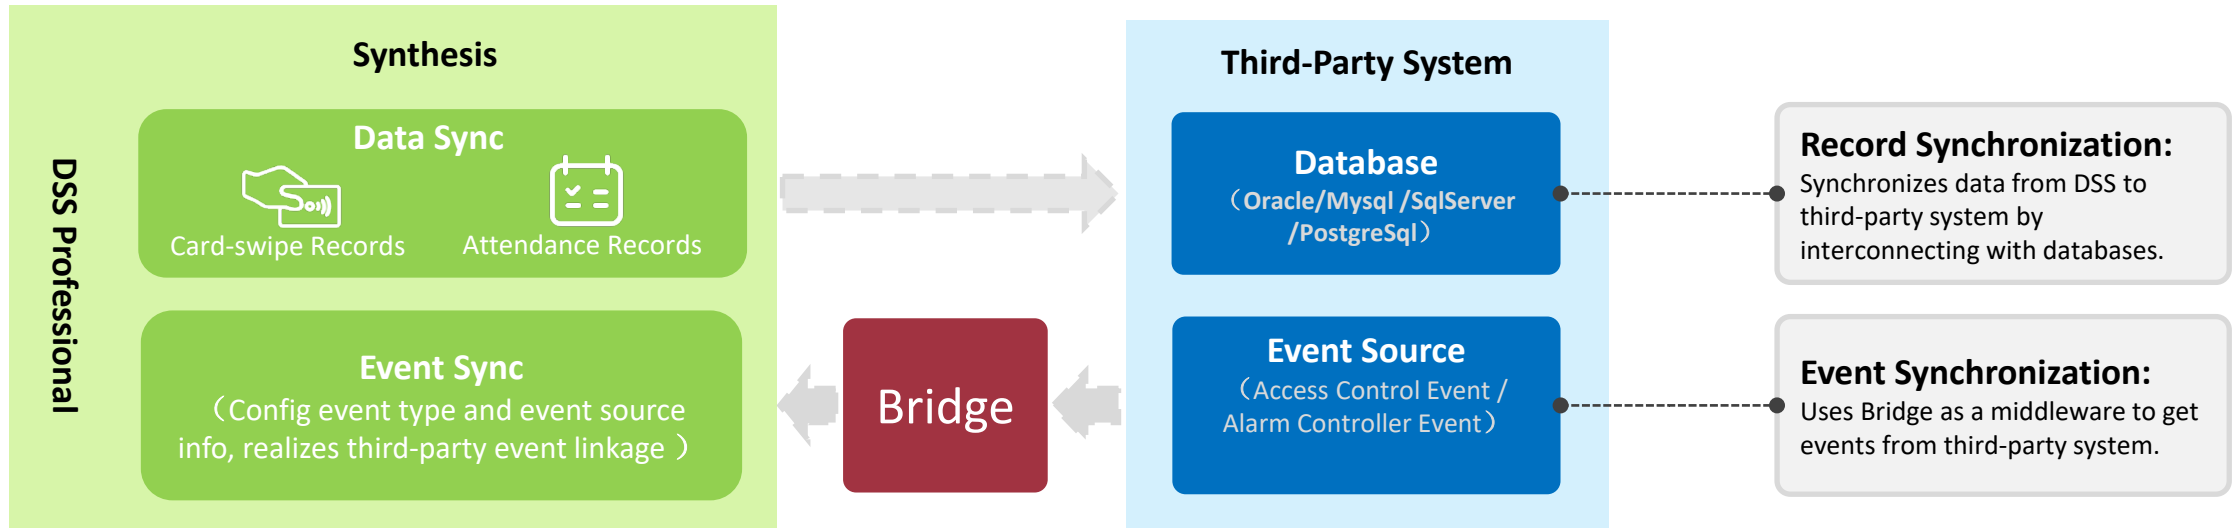 DSS Professional
Synthesis
Data Sync
Card-swipe Records
Attendance Records
Event Sync
（Config event type and event source
info, realizes third-party event linkage ）
Bridge
Third-Party System
Database
（Oracle/Mysql /SqlServer
/PostgreSql）
Event Source
（Access Control Event /
Alarm Controller Event）
Record Synchronization:
Synchronizes data from DSS to
third-party system by
interconnecting with databases.
Event Synchronization:
Uses Bridge as a middleware to get
events from third-party system.